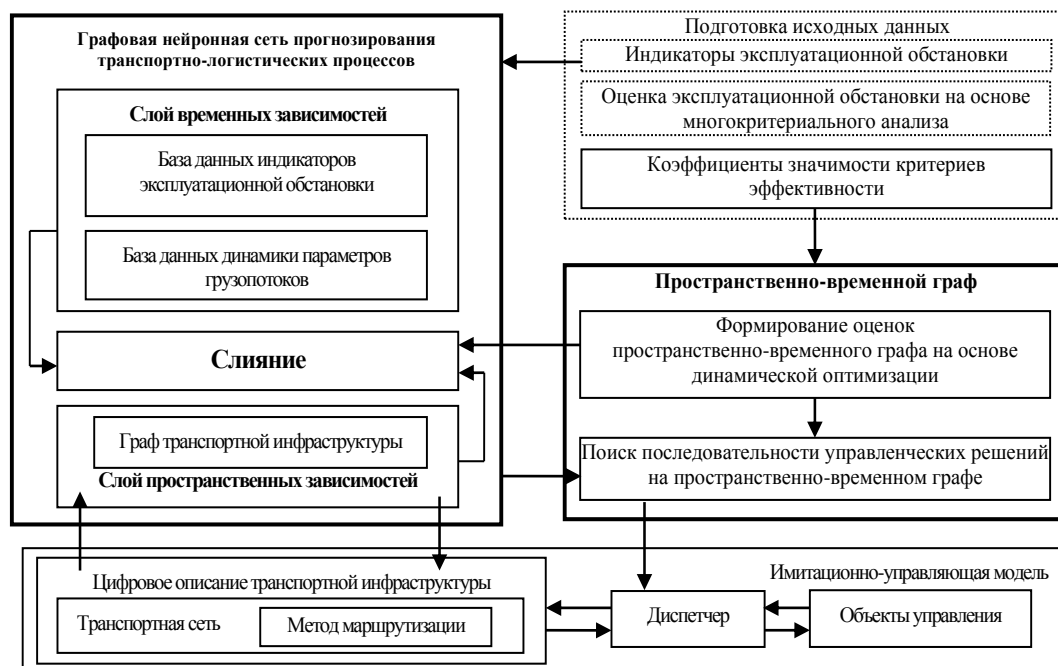 Графовая нейронная сеть прогнозирования
транспортно-логистических процессов
Слой временных зависимостей
База данных индикаторов
эксплуатационной обстановки
База данных динамики параметров
грузопотоков
Слияние
Граф транспортной инфраструктуры
Слой пространственных зависимостей
Подготовка исходных данных
Индикаторы эксплуатационной обстановки
Оценка эксплуатационной обстановки на основе
многокритериального анализа
Коэффициенты значимости критериев
эффективности
Пространственно-временной граф
Формирование оценок
пространственно-временного графа на основе
динамической оптимизации
Поиск последовательности управленческих решений
на пространственно-временном графе
Имитационно-управляющая модель
Цифровое описание транспортной инфраструктуры
Транспортная сеть
Метод маршрутизации
Диспетчер
Объекты управления